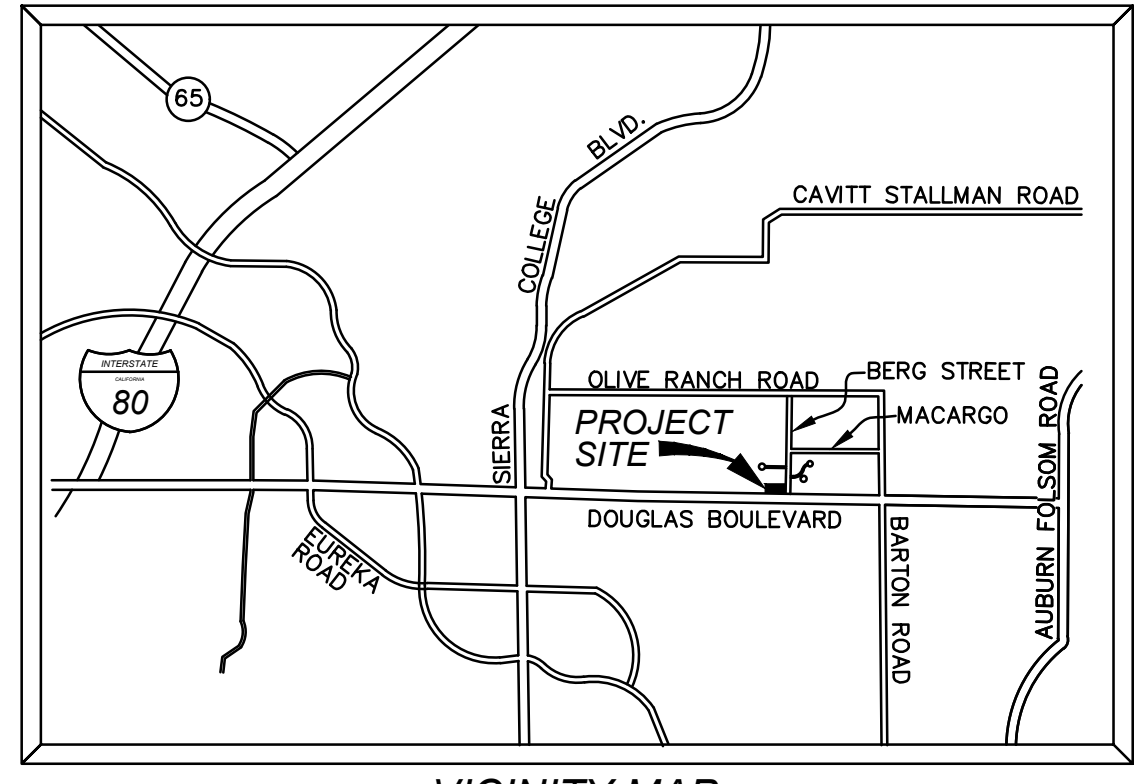 65
BLVD.
COLLEGE
SIERRA
CAVITT STALLMAN ROAD
INTERSTATE
CALIFORNIA
80
OLIVE RANCH ROAD
BERG STREET
MACARGO
PROJECT
SITE
DOUGLAS BOULEVARD
EUREKA
ROAD
BARTON ROAD
AUBURN FOLSOM ROAD
VICINITY MAP